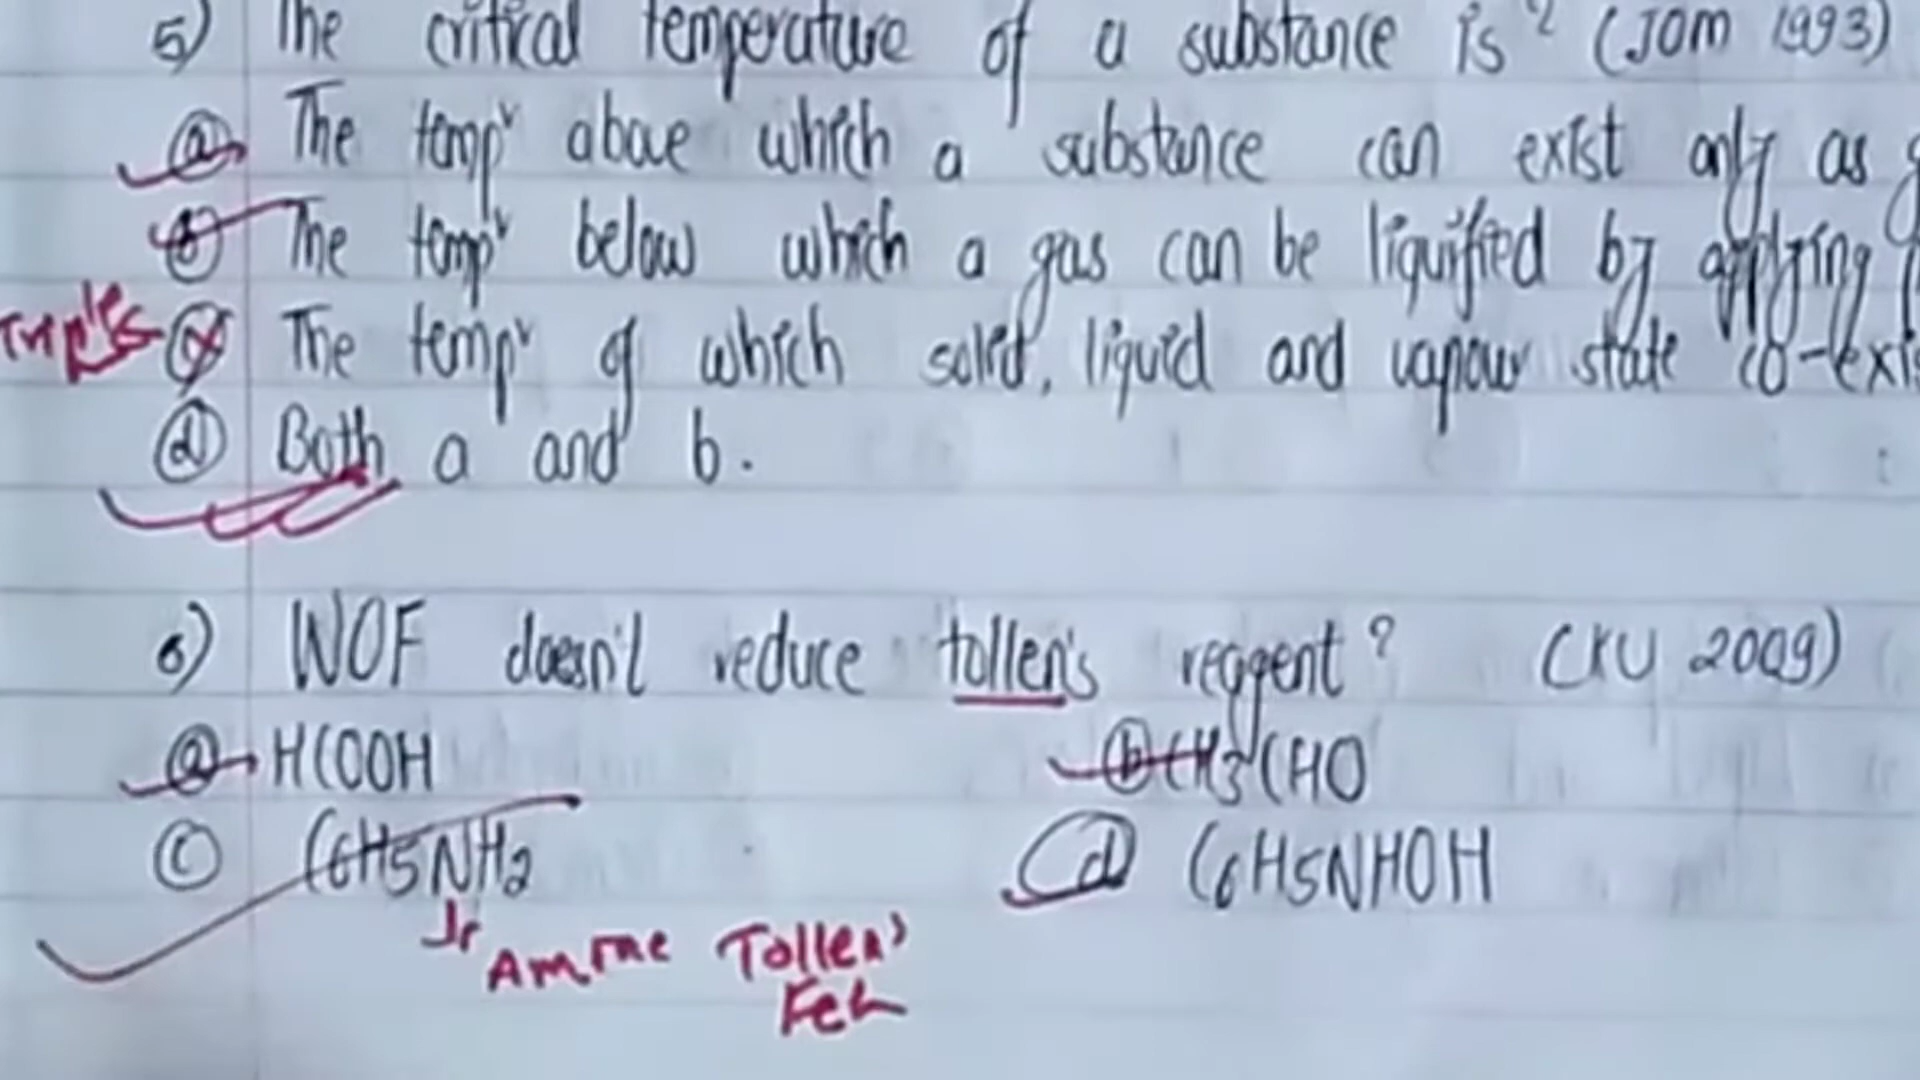 5) The critical temperature of a substance is? (JOM 1993)
(a) The tempr above which a substance can exist only as
(b) The tempr below which a gas can be liquified by applying
Triple (c) The tempr of which solid, liquid and vapour state co-exis
(d) Both a and b.
6) WOF doesn't reduce tollen's reagent? (KU 2009)
(a) HCOOH (b) CH3CHO
(c) C6H5NH2 (d) C6H5NHOH
Amine Tollen's